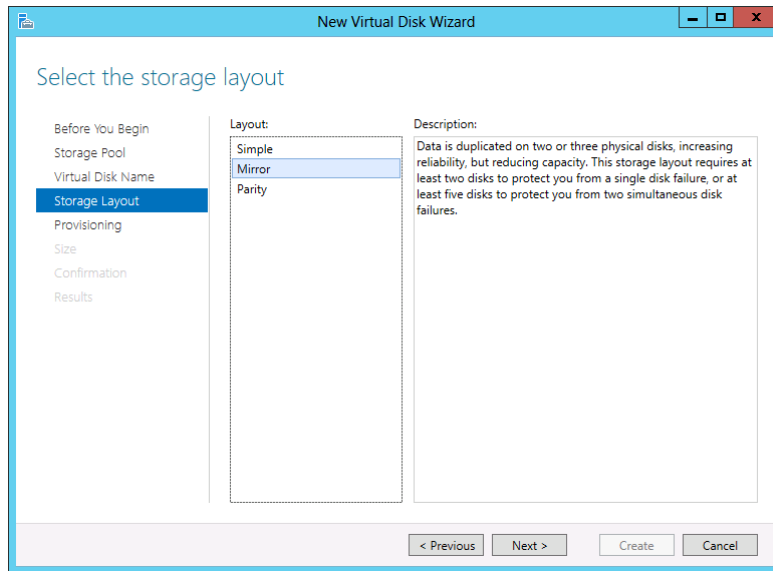 New Virtual Disk Wizard
Select the storage layout
Before You Begin
Storage Pool
Virtual Disk Name
Storage Layout
Provisioning
Size
Confirmation
Results
Layout:
Simple
Mirror
Parity
Description:
Data is duplicated on two or three physical disks, increasing
reliability, but reducing capacity. This storage layout requires at
least two disks to protect you from a single disk failure, or at
least five disks to protect you from two simultaneous disk
failures.
< Previous
Next >
Create
Cancel